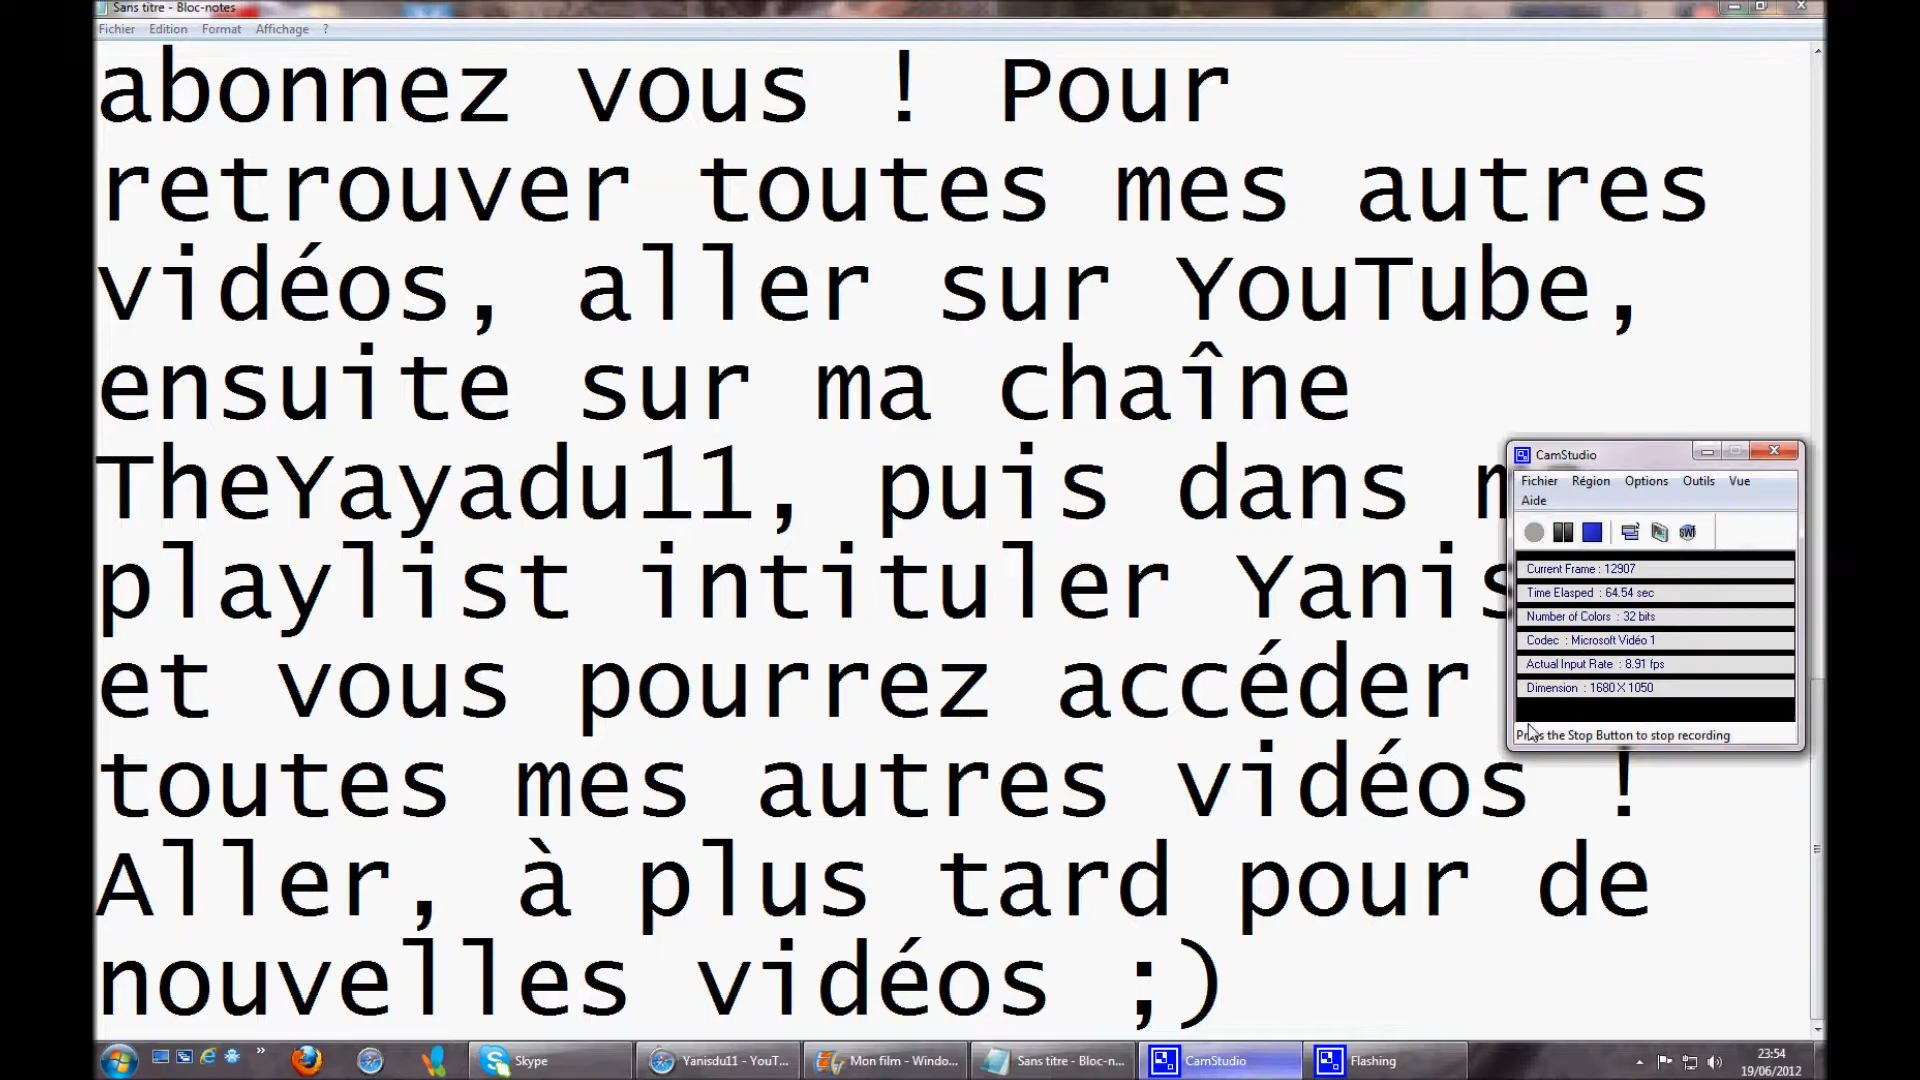 Sans titre - Bloc-notes
Fichier Edition Format Affichage ?
abonnez vous ! Pour
retrouver toutes mes autres
vidéos, aller sur YouTube,
ensuite sur ma chaîne
TheYayadu11, puis dans
playlist intituler Yanis
et vous pourrez accéder
toutes mes autres vidéos !
Aller, à plus tard pour de
nouvelles vidéos ;)
CamStudio
Fichier Région Options Outils Vue
Aide
Current Frame : 12907
Time Elasped : 64.54 sec
Number of Colors : 32 bits
Codec : Microsoft Vidéo 1
Actual Input Rate : 8.91 fps
Dimension : 1680 X 1050
Press the Stop Button to stop recording
Skype
Yanisdu11 - YouT...
Mon film - Windo...
Sans titre - Bloc-n...
CamStudio
Flashing
23:54
19/06/2012